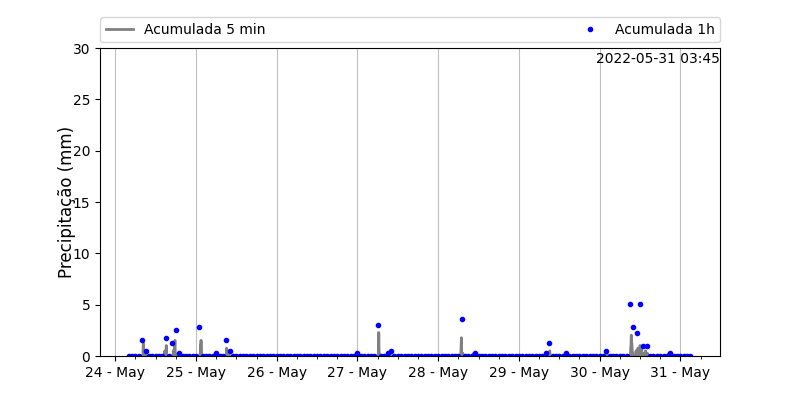 Acumulada 5 min
Acumulada 1h
2022-05-31 03:45
Precipitação (mm)
30
25
20
15
10
5
0
24 - May 25 - May 26 - May 27 - May 28 - May 29 - May 30 - May 31 - May